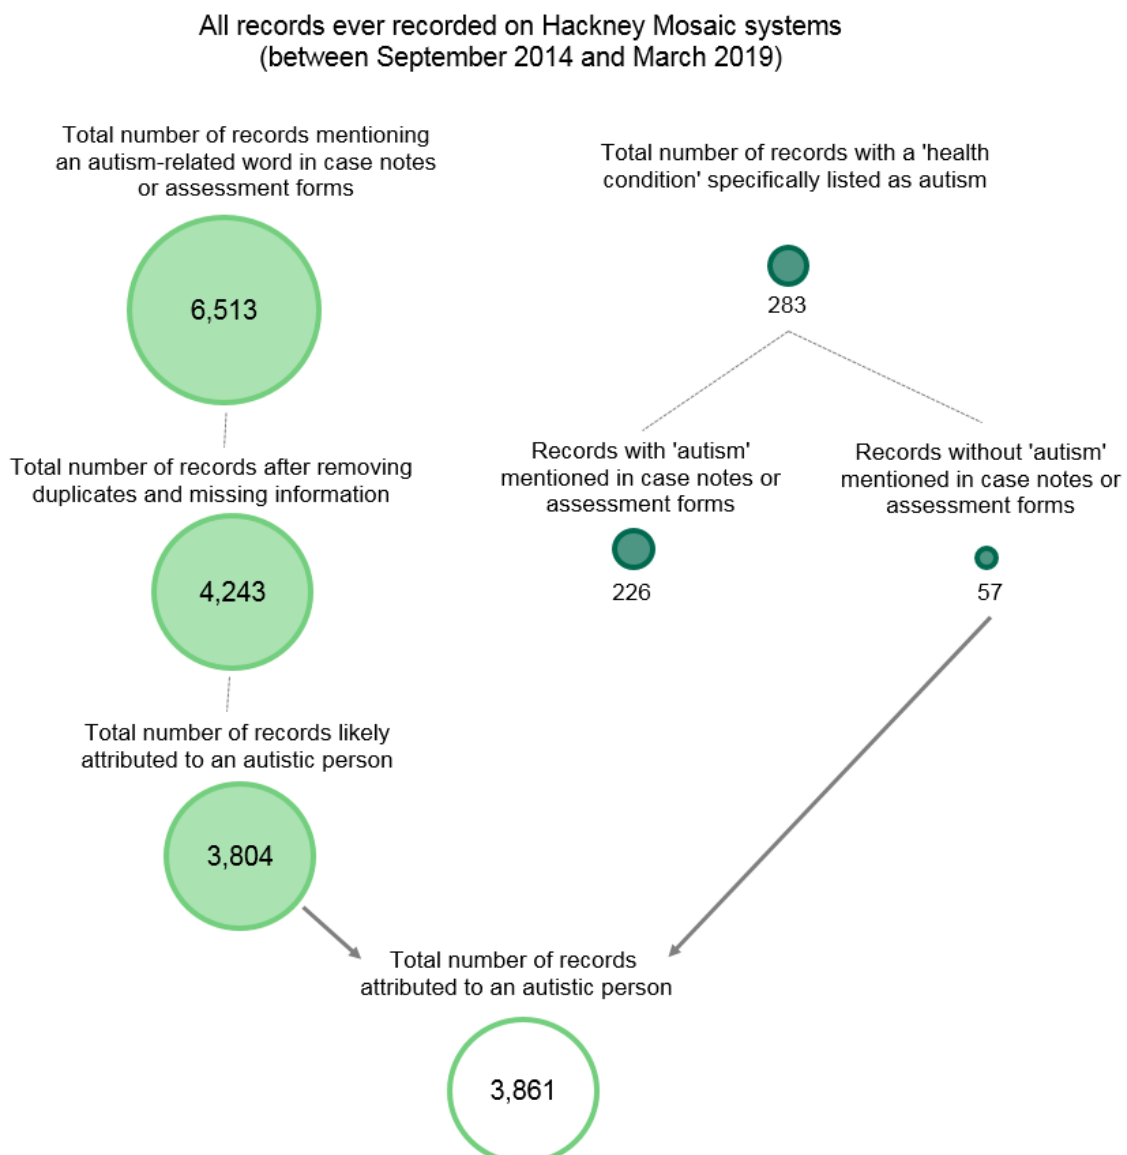 All records ever recorded on Hackney Mosaic systems
(between September 2014 and March 2019)
Total number of records mentioning
an autism-related word in case notes
or assessment forms
6,513
Total number of records after removing
duplicates and missing information
4,243
Total number of records likely
attributed to an autistic person
3,804
Total number of records with a 'health
condition' specifically listed as autism
283
Records with 'autism'
mentioned in case notes or
assessment forms
226
Records without 'autism'
mentioned in case notes or
assessment forms
57
Total number of records
attributed to an autistic person
3,861